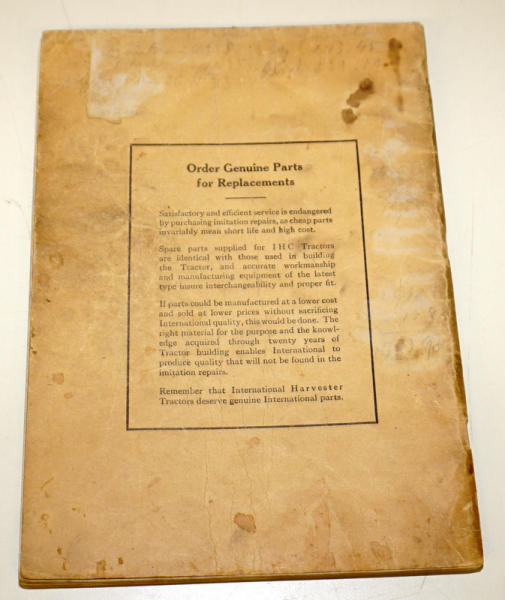 Order Genuine Parts
for Replacements
Satisfactory and efficient service is endangered
by purchasing imitation repairs, as cheap parts
invariably mean short life and high cost.
Spare parts supplied for IHC Tractors
are identical with those used in building
the Tractor, and accurate workmanship
and manufacturing equipment of the latest
type insure interchangeability and proper fit.
If parts could be manufactured at a lower cost
and sold at lower prices without sacrificing
International quality, this would be done. The
right material for the purpose and the knowl-
edge acquired through twenty years of
Tractor building enables International to
produce quality that will not be found in the
imitation repairs.
Remember that International Harvester
Tractors deserve genuine International parts.